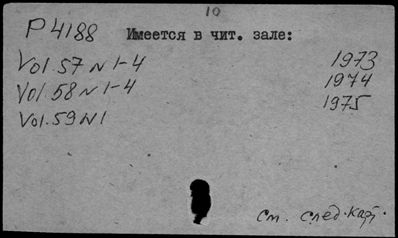 10
P4188 Имеется в чит. зале:
Vol.57 N 1-4 1973
Vol.58 N 1-4 1974
Vol.59 N1 1975
См. след. карт.